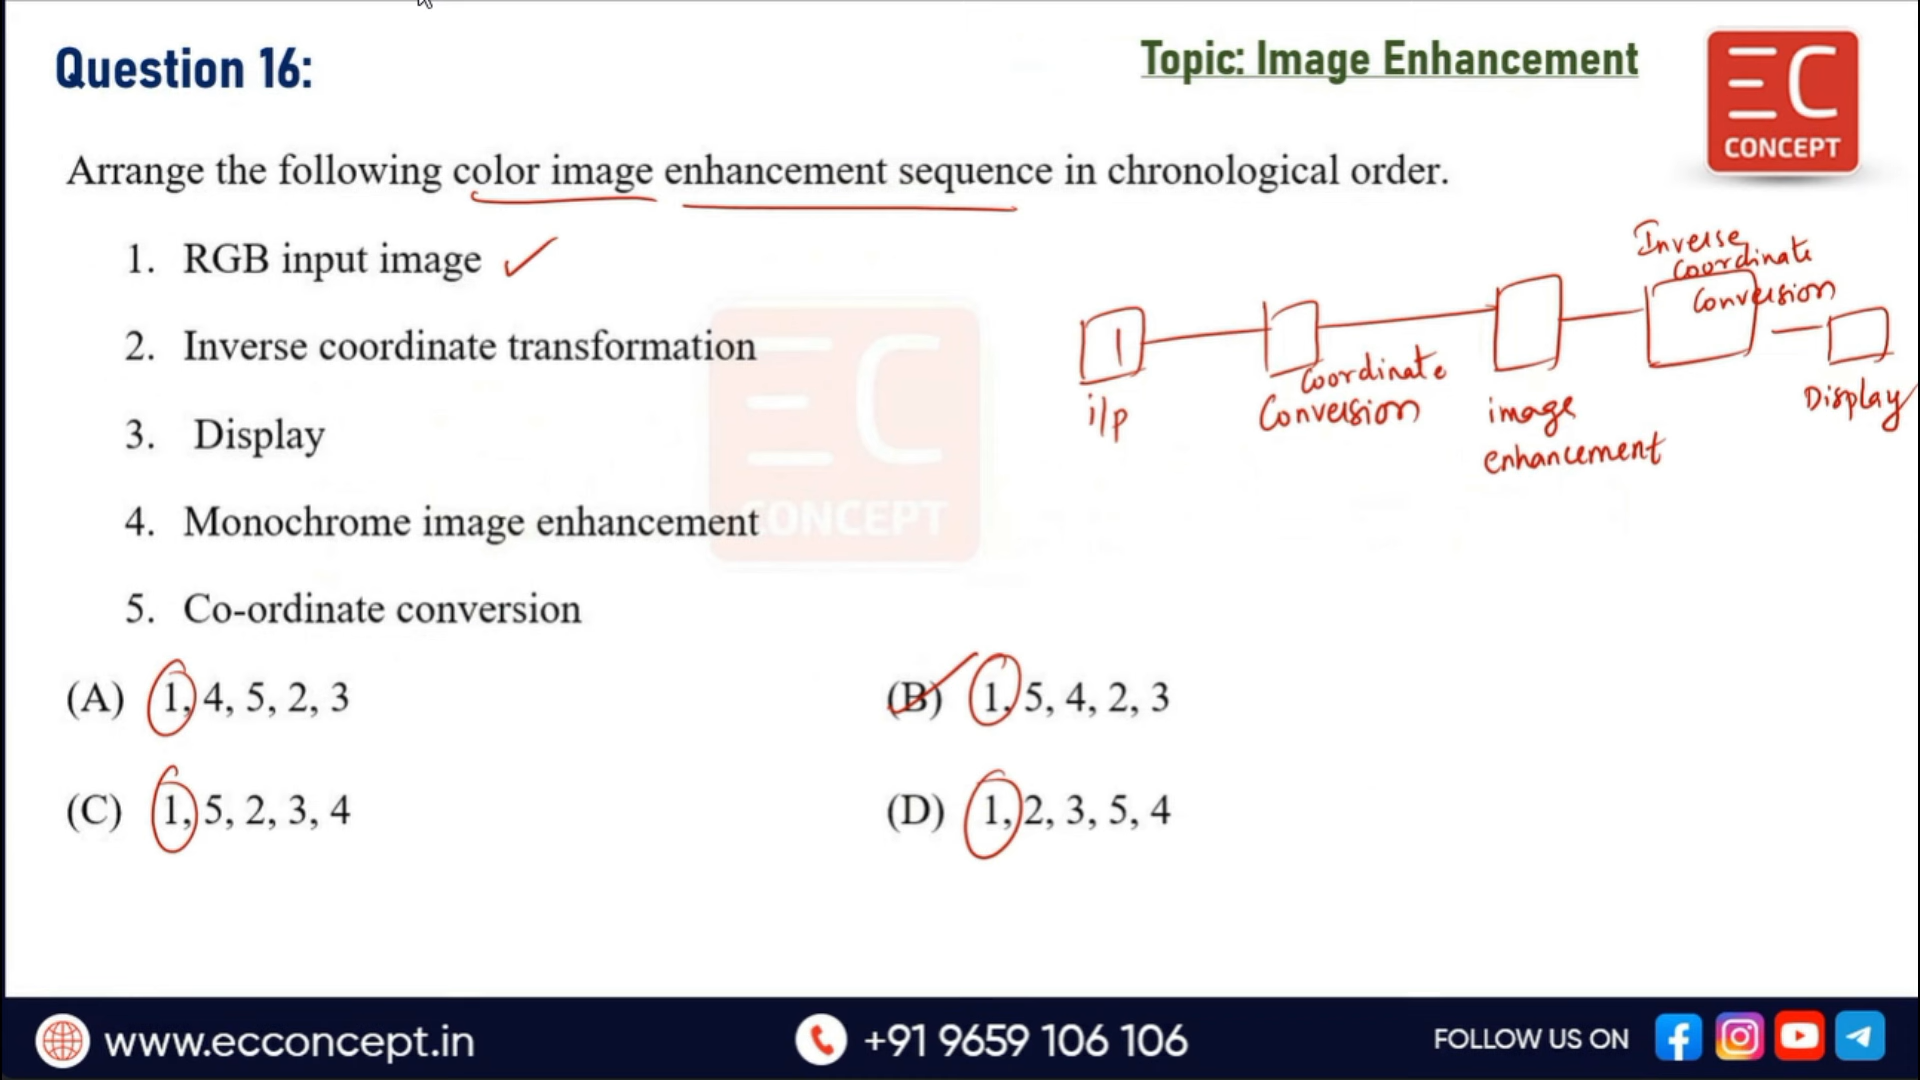 Question 16:
Topic: Image Enhancement
EC
CONCEPT
Arrange the following color image enhancement sequence in chronological order.
1. RGB input image
2. Inverse coordinate transformation
3. Display
4. Monochrome image enhancement
5. Co-ordinate conversion
Inverse
Coordinate
Conversion
1
i/p
Coordinate
Conversion
image
enhancement
Display
EC
CONCEPT
(A) 1, 4, 5, 2, 3
(B) 1, 5, 4, 2, 3
(C) 1, 5, 2, 3, 4
(D) 1, 2, 3, 5, 4
www.ecconcept.in
+91 9659 106 106
FOLLOW US ON